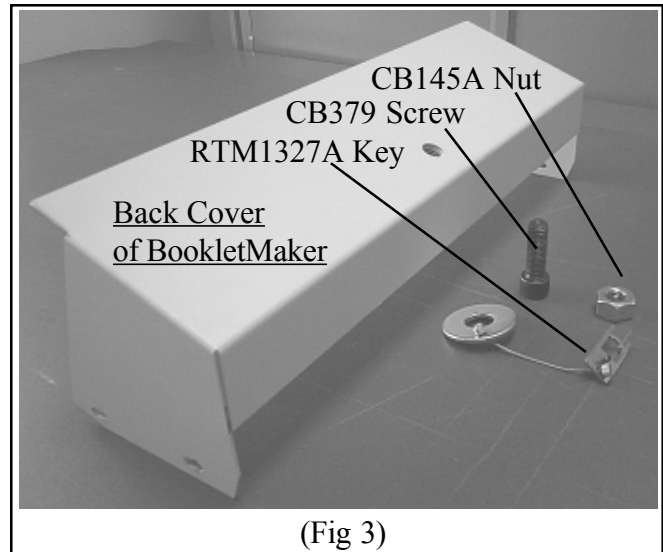 CB145A Nut
CB379 Screw
RTM1327A Key
Back Cover
of BookletMaker
(Fig 3)